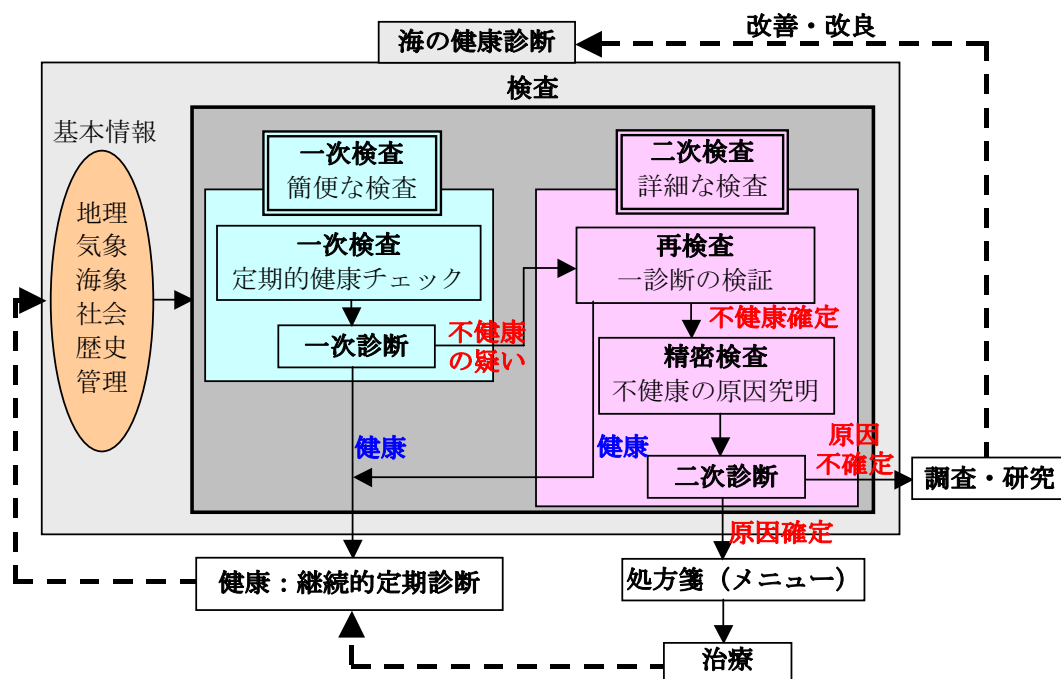 海の健康診断
改善・改良
検査
基本情報
地理
気象
海象
社会
歴史
管理
一次検査
簡便な検査
一次検査
定期的健康チェック
一次診断
不健康
の疑い
健康
二次検査
詳細な検査
再検査
一診断の検証
不健康確定
精密検査
不健康の原因究明
健康
二次診断
原因
不確定
調査・研究
原因確定
健康：継続的定期診断
処方箋（メニュー）
治療